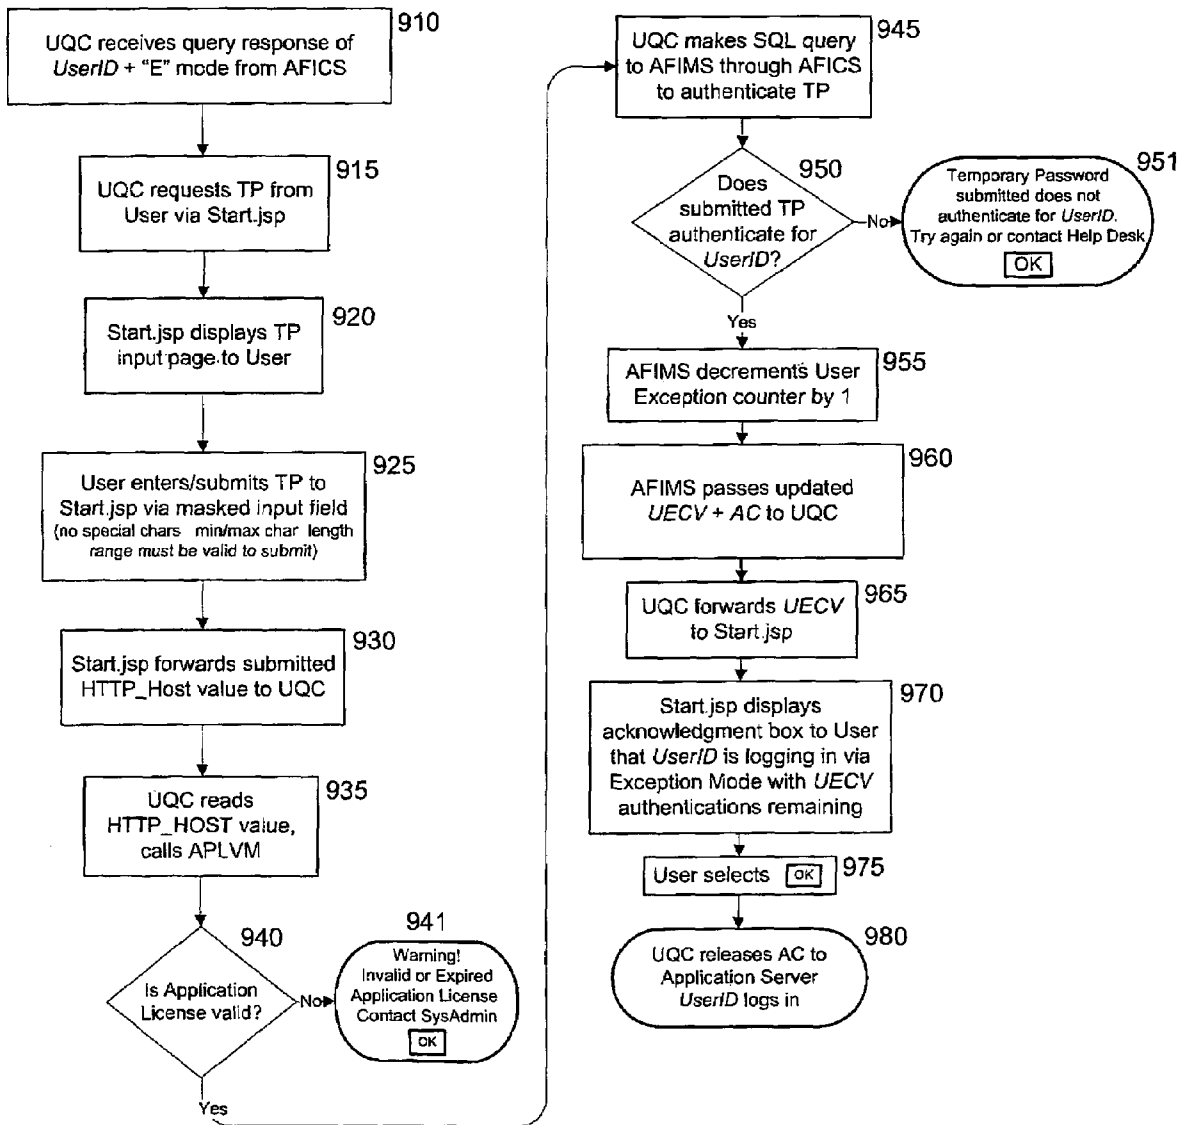 910
UQC receives query response of
UserID + "E" mode from AFICS
915
UQC requests TP from
User via Start.jsp
920
Start.jsp displays TP
input page to User
925
User enters/submits TP to
Start.jsp via masked input field
(no special chars min/max char length
range must be valid to submit)
930
Start.jsp forwards submitted
HTTP_Host value to UQC
935
UQC reads
HTTP_HOST value,
calls APLVM
940
Is Application
License valid?
No
941
Warning!
Invalid or Expired
Application License
Contact SysAdmin
OK
Yes
945
UQC makes SQL query
to AFIMS through AFICS
to authenticate TP
950
Does
submitted TP
authenticate for
UserID?
No
951
Temporary Password
submitted does not
authenticate for UserID.
Try again or contact Help Desk
OK
Yes
955
AFIMS decrements User
Exception counter by 1
960
AFIMS passes updated
UECV + AC to UQC
965
UQC forwards UECV
to Start.jsp
970
Start.jsp displays
acknowledgment box to User
that UserID is logging in via
Exception Mode with UECV
authentications remaining
975
User selects OK
980
UQC releases AC to
Application Server
UserID logs in